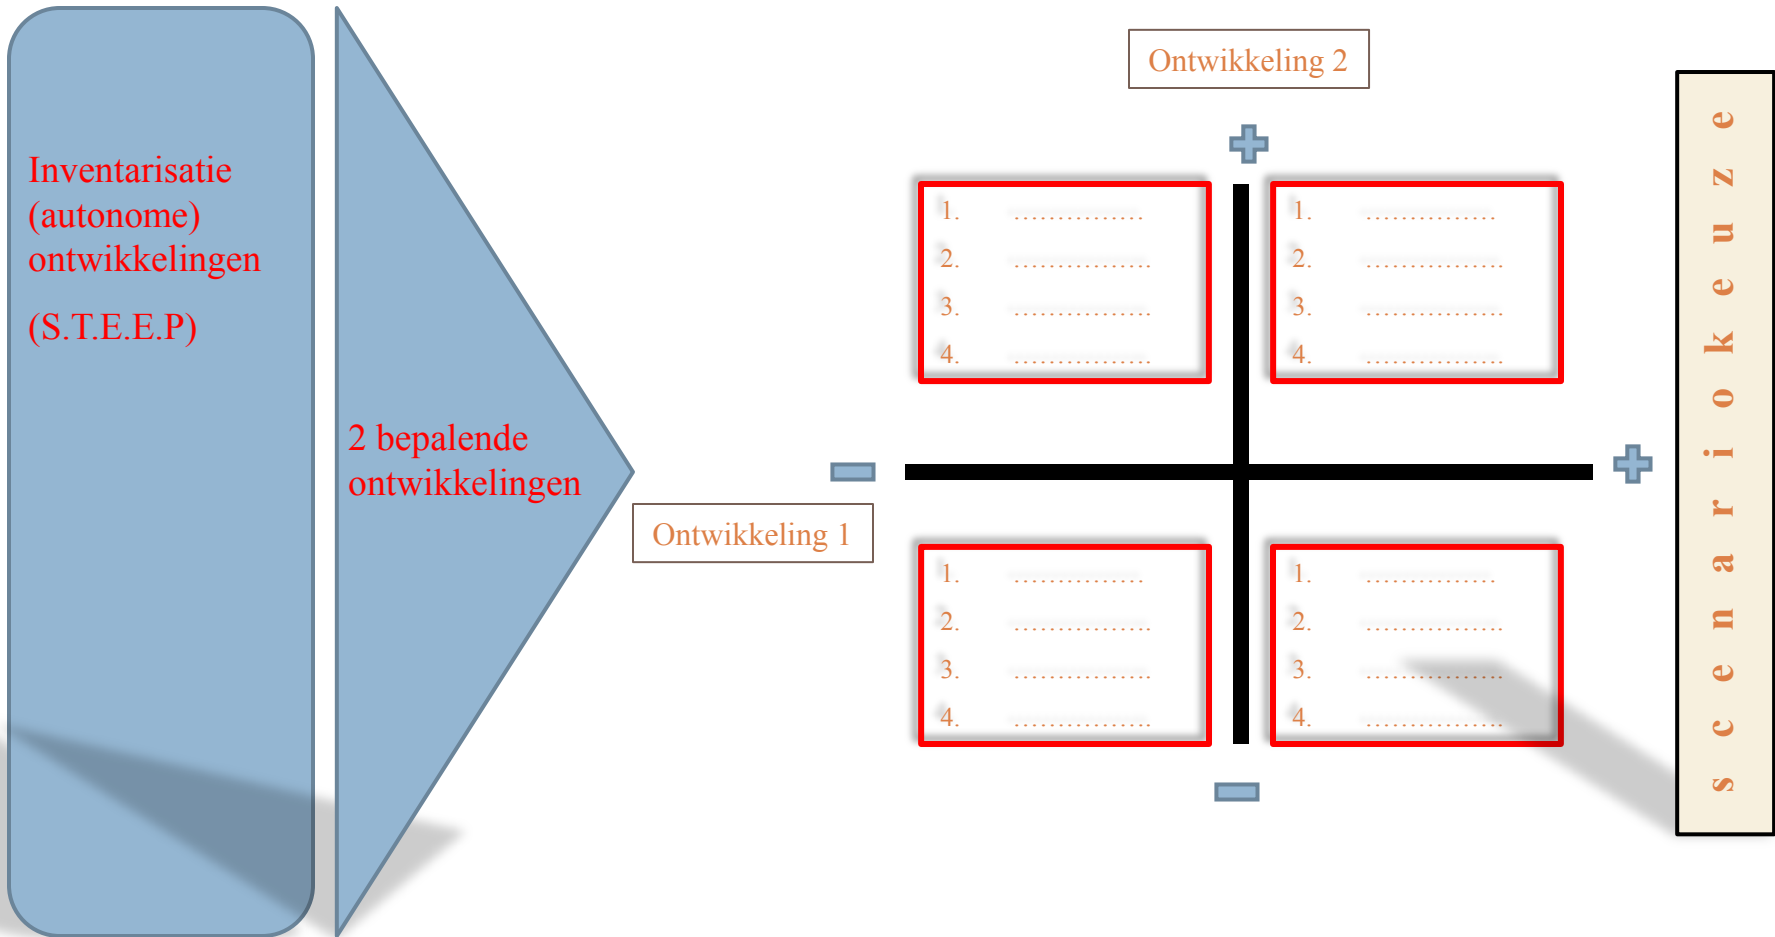 Inventarisatie
(autonome)
ontwikkelingen
(S.T.E.E.P)
2 bepalende
ontwikkelingen
Ontwikkeling 2
1. ……………
2. …………….
3. …………….
4. …………….
1. ……………
2. …………….
3. …………….
4. …………….
Ontwikkeling 1
1. ……………
2. …………….
3. …………….
4. …………….
1. ……………
2. …………….
3. …………….
4. …………….
s c e n a r i o k e u z e